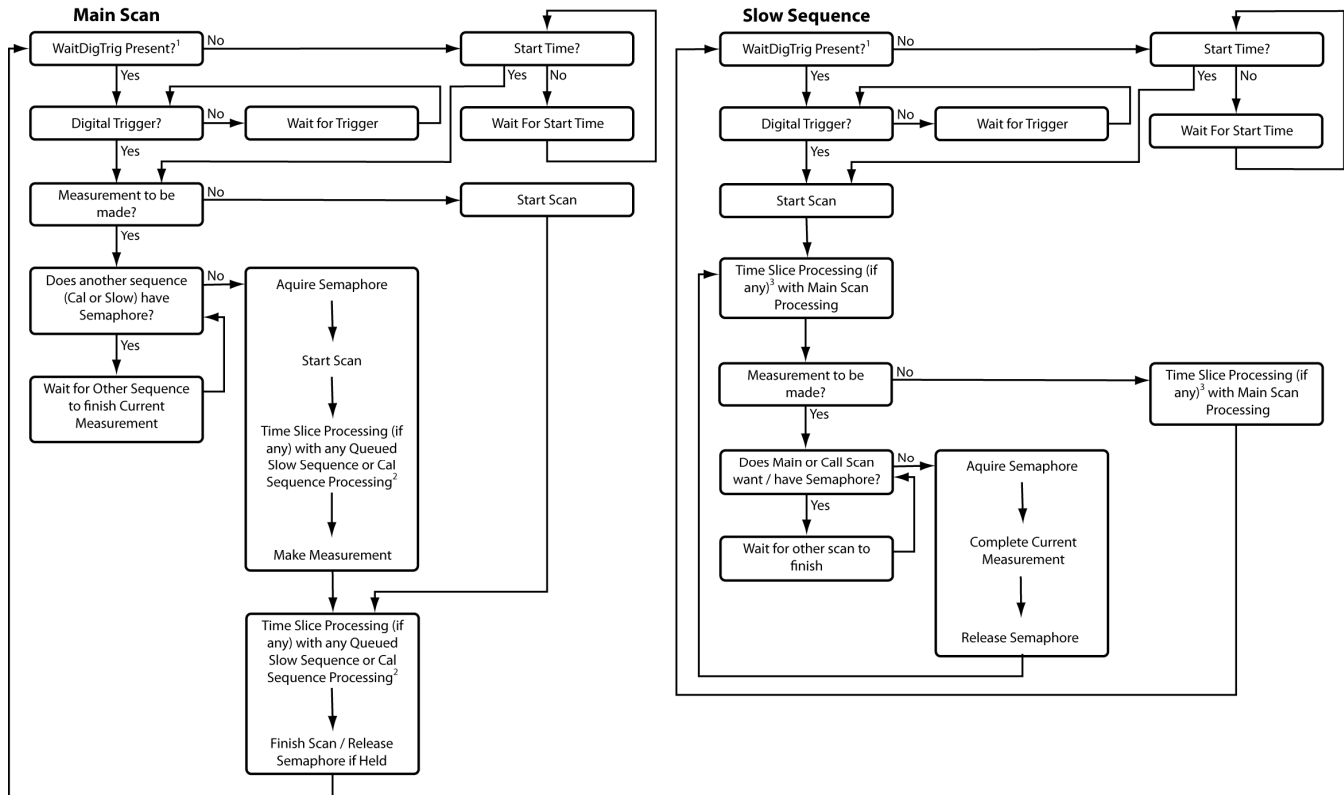 Main Scan
WaitDigTrig Present?¹
No
Start Time?
Yes
Yes
No
Digital Trigger?
No
Wait for Trigger
Wait For Start Time
Yes
Measurement to be
made?
No
Start Scan
Yes
Does another sequence
(Cal or Slow) have
Semaphore?
No
Yes
Wait for Other Sequence
to finish Current
Measurement
Aquire Semaphore
Start Scan
Time Slice Processing (if
any) with any Queued
Slow Sequence or Cal
Sequence Processing²
Make Measurement
Time Slice Processing (if
any) with any Queued
Slow Sequence or Cal
Sequence Processing²
Finish Scan / Release
Semaphore if Held
Slow Sequence
WaitDigTrig Present?¹
No
Start Time?
Yes
Yes
No
Digital Trigger?
No
Wait for Trigger
Wait For Start Time
Yes
Start Scan
Time Slice Processing (if
any)³ with Main Scan
Processing
Measurement to be
made?
No
Time Slice Processing (if
any)³ with Main Scan
Processing
Yes
Does Main or Call Scan
want / have Semaphore?
No
Yes
Wait for other scan to
finish
Aquire Semaphore
Complete Current
Measurement
Release Semaphore